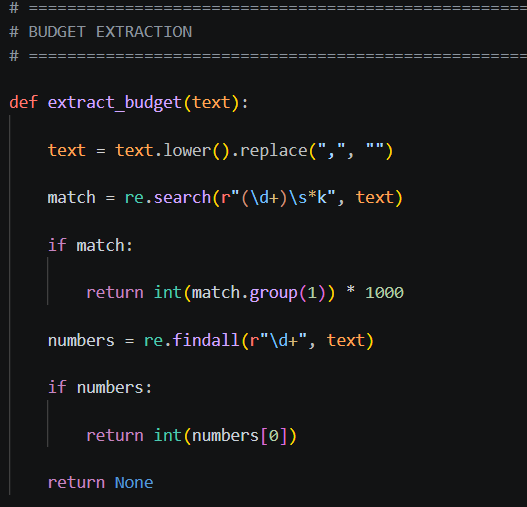 # ==================================================
# BUDGET EXTRACTION
# ==================================================
def extract_budget(text):
text = text.lower().replace(",", "")
match = re.search(r"(\d+)\s*k", text)
if match:
return int(match.group(1)) * 1000
numbers = re.findall(r"\d+", text)
if numbers:
return int(numbers[0])
return None